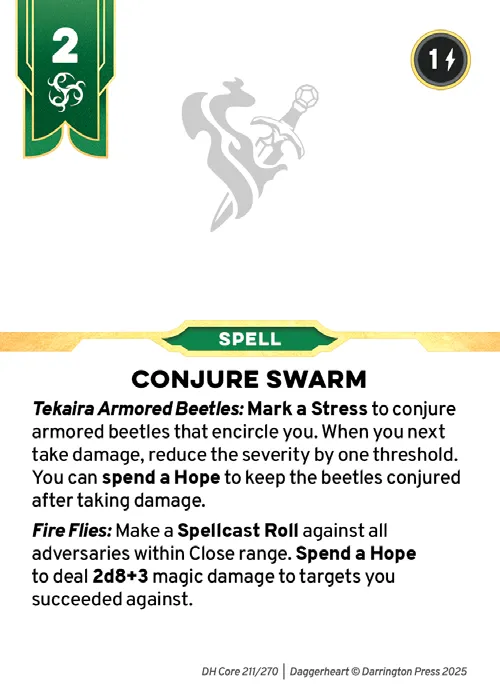 2
1
SPELL
CONJURE SWARM
Tekaira Armored Beetles: Mark a Stress to conjure
armored beetles that encircle you. When you next
take damage, reduce the severity by one threshold.
You can spend a Hope to keep the beetles conjured
after taking damage.
Fire Flies: Make a Spellcast Roll against all
adversaries within Close range. Spend a Hope
to deal 2d8+3 magic damage to targets you
succeeded against.
DH Core 211/270 | Daggerheart © Darrington Press 2025